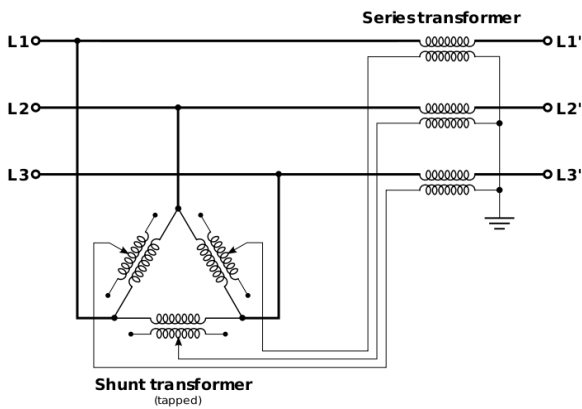 Series transformer
L1
L1'
L2
L2'
L3
L3'
Shunt transformer
(tapped)